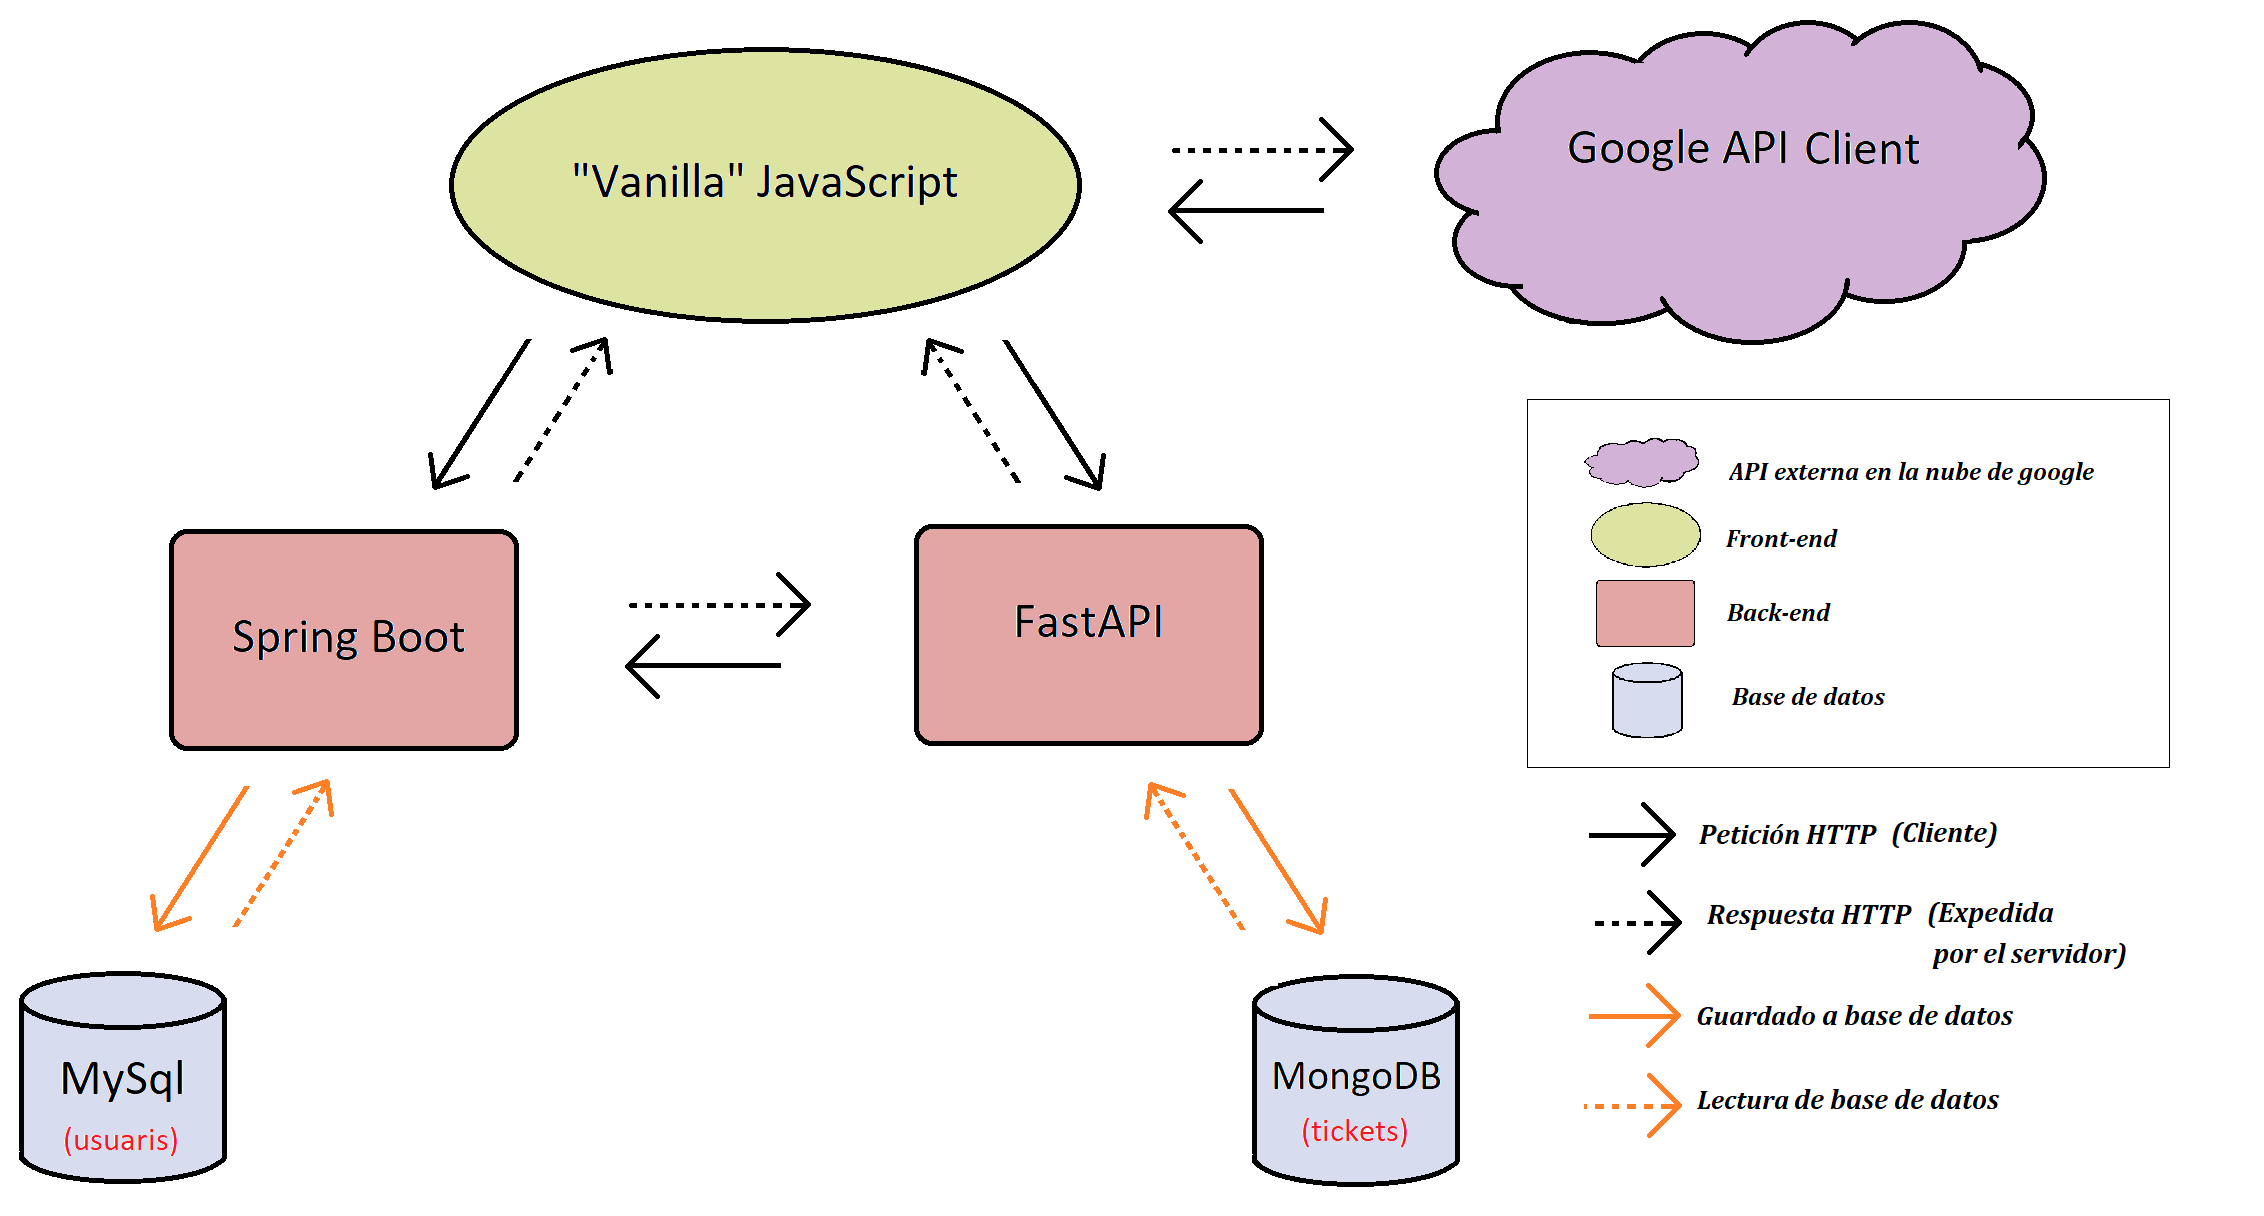 "Vanilla" JavaScript
Google API Client
Spring Boot
FastAPI
MySql
(usuaris)
MongoDB
(tickets)
API externa en la nube de google
Front-end
Back-end
Base de datos
Petición HTTP (Cliente)
Respuesta HTTP (Expedida
por el servidor)
Guardado a base de datos
Lectura de base de datos